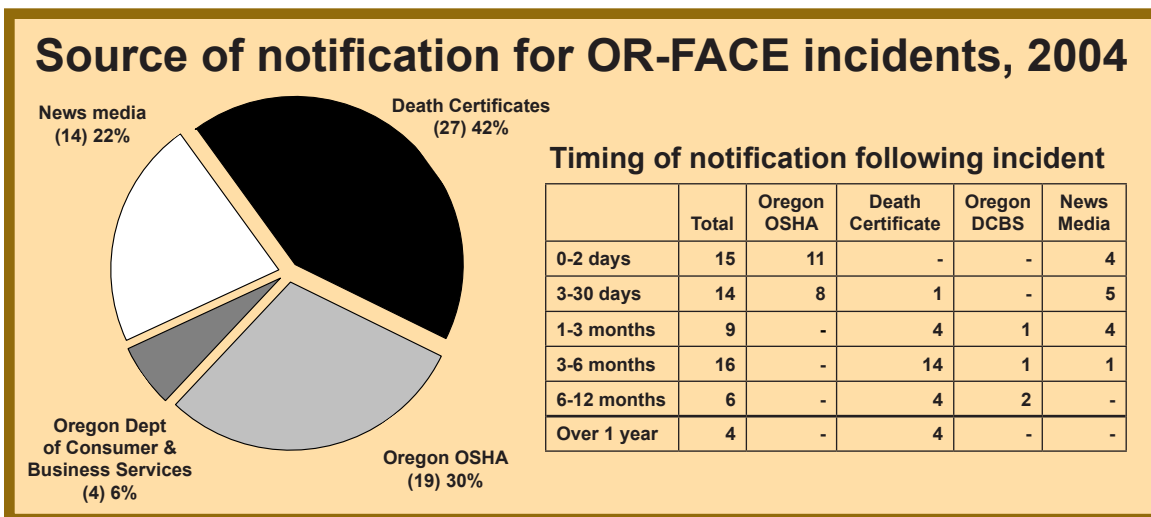 Source of notification for OR-FACE incidents, 2004
News media
(14) 22%
Death Certificates
(27) 42%
Oregon Dept
of Consumer &
Business Services
(4) 6%
Oregon OSHA
(19) 30%
Timing of notification following incident
Total Oregon OSHA Death Certificate Oregon DCBS News Media
0-2 days 15 11 - - 4
3-30 days 14 8 1 - 5
1-3 months 9 - 4 1 4
3-6 months 16 - 14 1 1
6-12 months 6 - 4 2 -
Over 1 year 4 - 4 - -